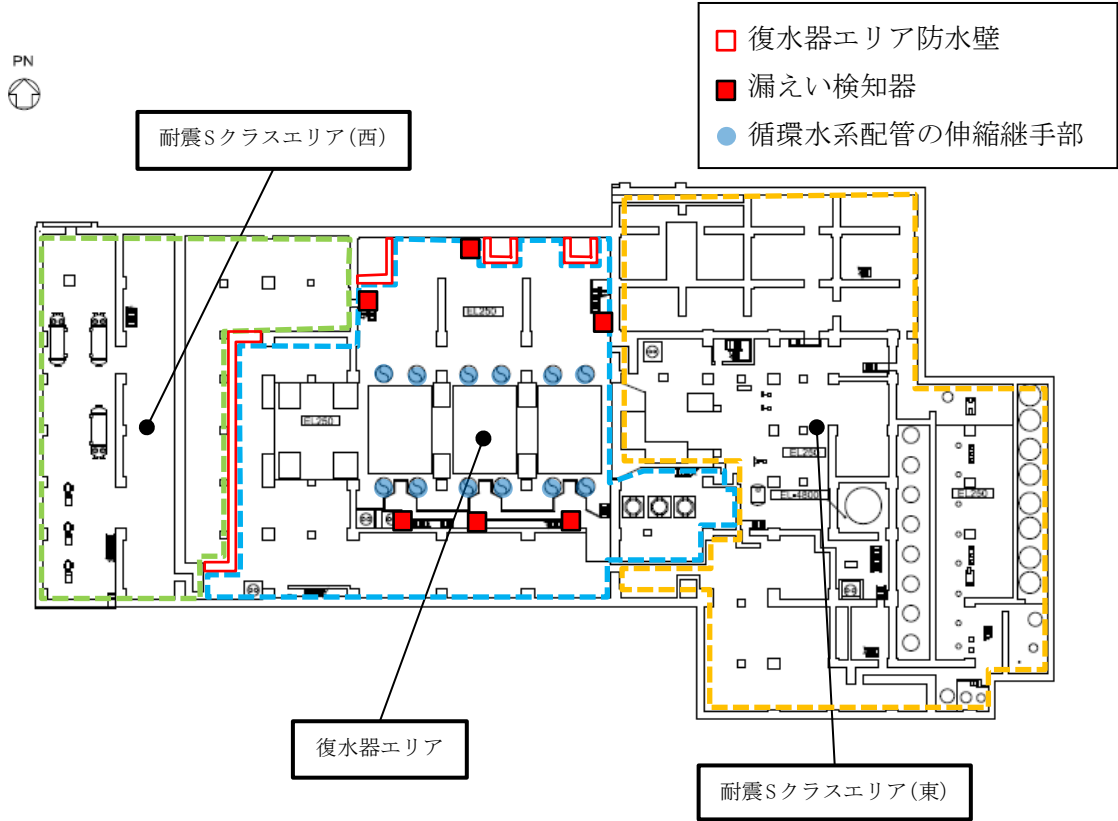 復水器エリア防水壁
漏えい検知器
循環水系配管の伸縮継手部
PN
耐震Sクラスエリア(西)
EL250
EL250
EL250
EL-4800
EL250
復水器エリア
耐震Sクラスエリア(東)